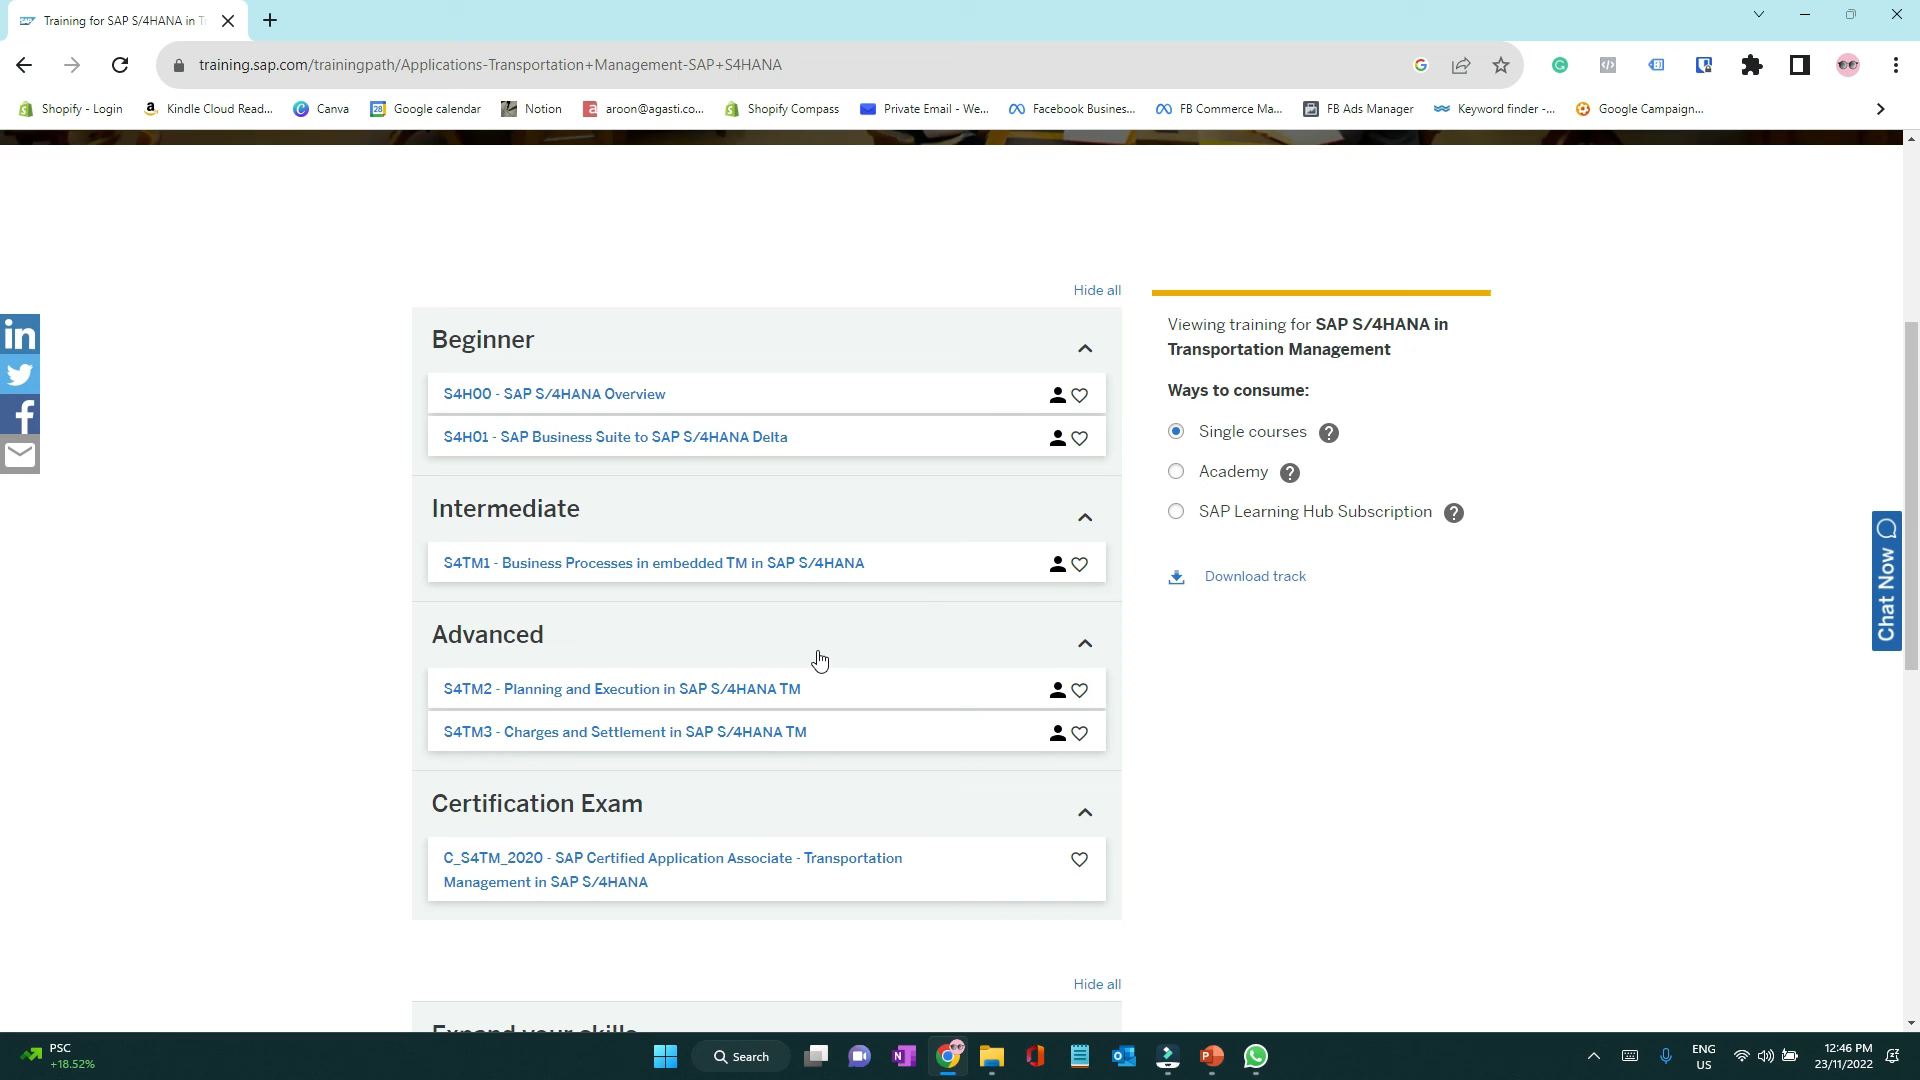 Training for SAP S/4HANA in T
training.sap.com/trainingpath/Applications-Transportation+Management-SAP+S4HANA
Shopify - Login
Kindle Cloud Read...
Canva
Google calendar
Notion
aroon@agasti.co...
Shopify Compass
Private Email - We...
Facebook Busines...
FB Commerce Ma...
FB Ads Manager
Keyword finder -...
Google Campaign...
Hide all
Beginner
S4H00 - SAP S/4HANA Overview
S4H01 - SAP Business Suite to SAP S/4HANA Delta
Intermediate
S4TM1 - Business Processes in embedded TM in SAP S/4HANA
Advanced
S4TM2 - Planning and Execution in SAP S/4HANA TM
S4TM3 - Charges and Settlement in SAP S/4HANA TM
Certification Exam
C_S4TM_2020 - SAP Certified Application Associate - Transportation
Management in SAP S/4HANA
Hide all
Expand your skills
Viewing training for SAP S/4HANA in
Transportation Management
Ways to consume:
Single courses
Academy
SAP Learning Hub Subscription
Download track
Chat Now
PSC
+18.52%
Search
ENG
US
12:46 PM
23/11/2022